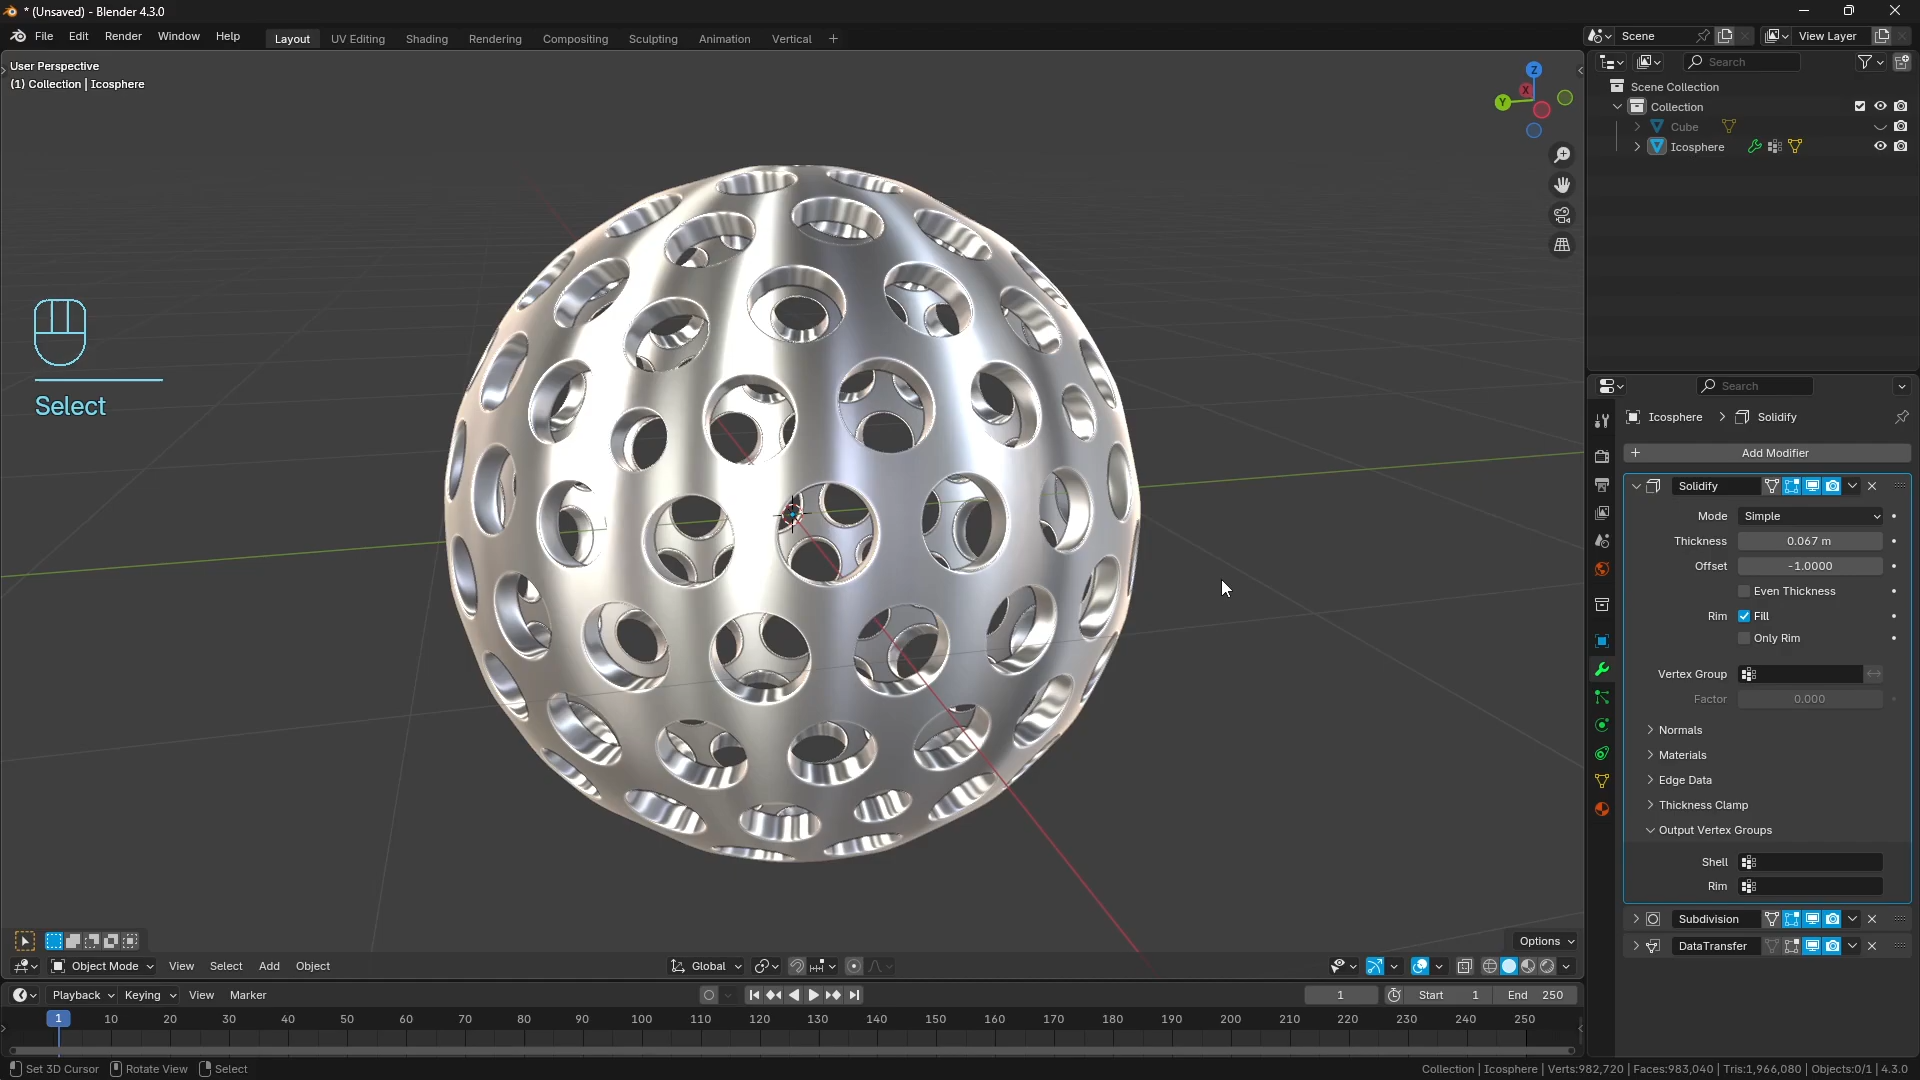 * (Unsaved) - Blender 4.3.0
File Edit Render Window Help Layout UV Editing Shading Rendering Compositing Sculpting Animation Vertical + Scene View Layer
User Perspective
(1) Collection | Icosphere
Z
X
Y
Select
Search
Scene Collection
Collection
Cube
Icosphere
Search
Icosphere > Solidify
+ Add Modifier
Solidify
Mode Simple
Thickness 0.067 m
Offset -1.0000
Even Thickness
Rim Fill
Only Rim
Vertex Group
Factor 0.000
Normals
Materials
Edge Data
Thickness Clamp
Output Vertex Groups
Shell
Rim
Subdivision
DataTransfer
Options
Object Mode View Select Add Object Global
Playback Keying View Marker 1 Start 1 End 250
1 10 20 30 40 50 60 70 80 90 100 110 120 130 140 150 160 170 180 190 200 210 220 230 240 250
Set 3D Cursor Rotate View Select Collection | Icosphere | Verts:982,720 | Faces:983,040 | Tris:1,966,080 | Objects:0/1 | 4.3.0